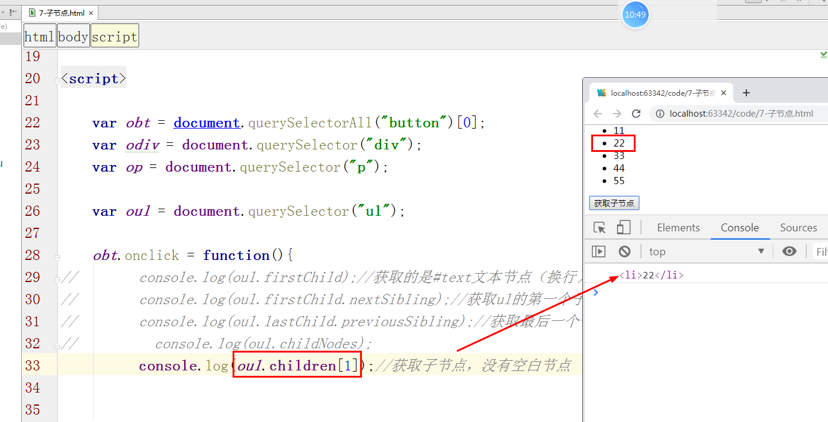 7-子节点.html
10:49
html body script
19
20 <script>
21
22 var obt = document.querySelectorAll("button")[0];
23 var odiv = document.querySelector("div");
24 var op = document.querySelector("p");
25
26 var oul = document.querySelector("ul");
27
28 obt.onclick = function(){
29 // console.log(oul.firstChild);//获取的是#text文本节点（换行）
30 // console.log(oul.firstChild.nextSibling);//获取ul的第一个子
31 // console.log(oul.lastChild.previousSibling);//获取最后一个
32 // console.log(oul.childNodes);
33 console.log(oul.children[1]);//获取子节点，没有空白节点
34
35
localhost:63342/code/7-子节点.html
localhost:63342/code/7-子节点.html
11
22
33
44
55
获取子节点
Elements Console Sources
top Fil
<li>22</li>